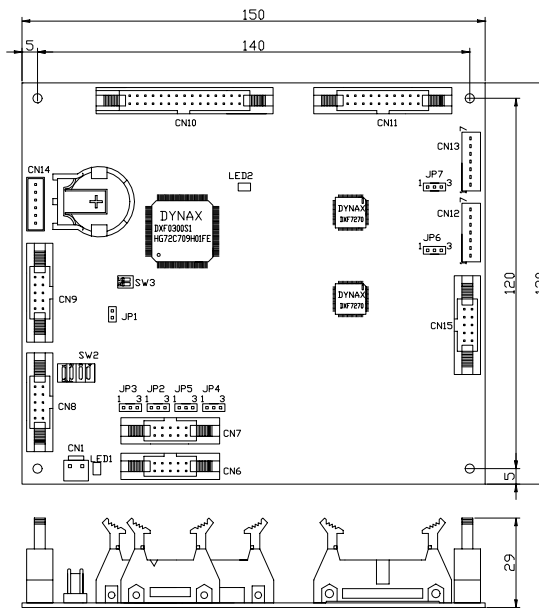 150
5
140
CN10
CN11
CN13
CN14
LED2
JP7
1 3
CN12
DYNAX
DXF0300S1
HG72C709H01FE
DYNAX
DXF7270
JP6
1 3
SW3
120
CN9
JP1
DYNAX
DXF7270
CN15
SW2
JP3 JP2 JP5 JP4
1 3 1 3 1 3 1 3
CN8
CN7
CN1
LED1
CN6
5
29